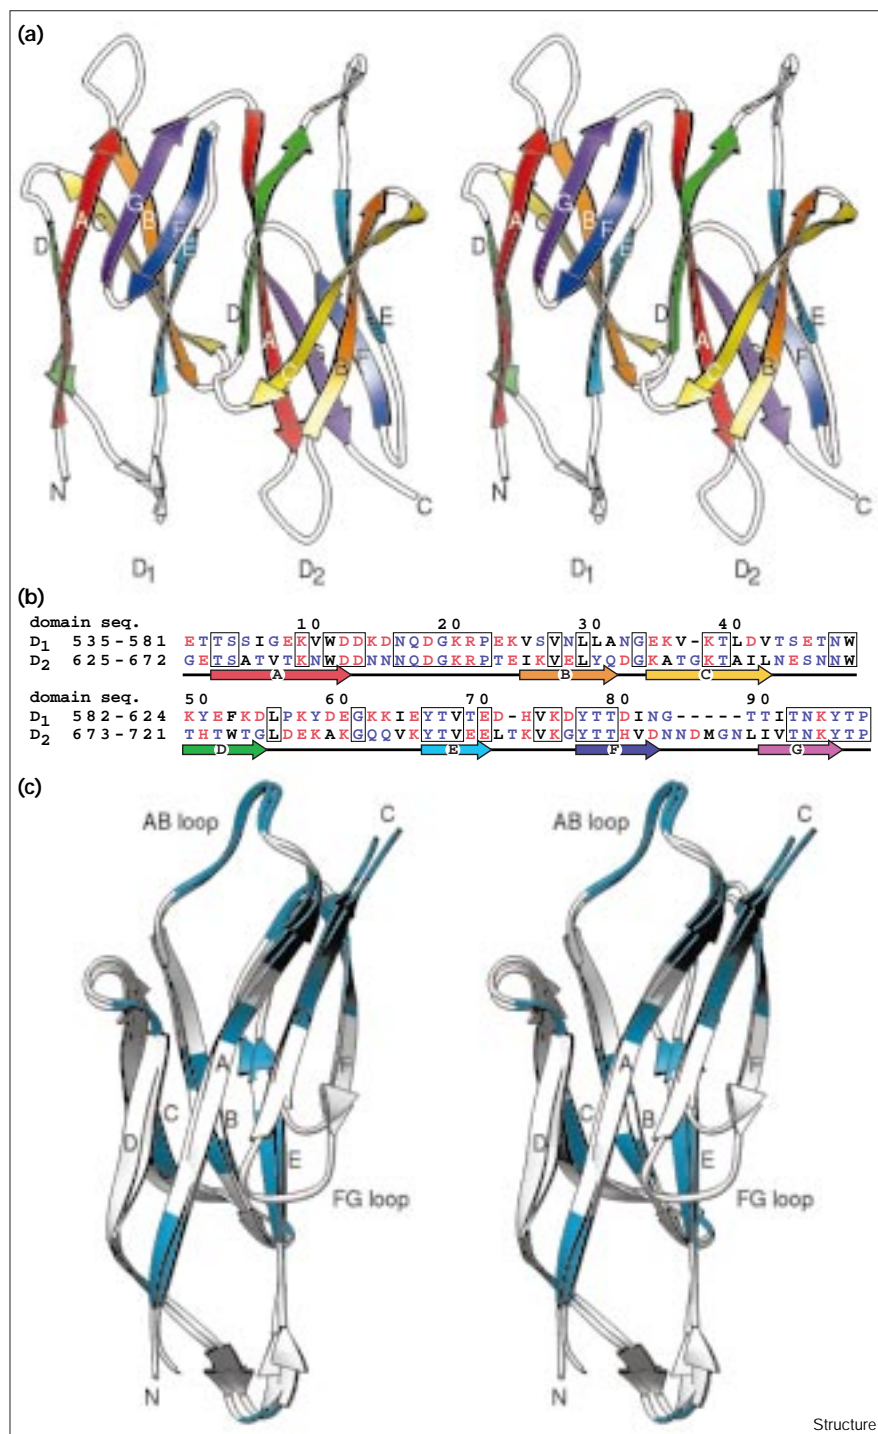 (a)
D
A
C
G
B
F
E
D
A
C
G
B
F
E
N
C
D1
D2
D
A
C
G
B
F
E
D
A
C
B
F
E
N
C
D1
D2
(b)
domain seq. 10 20 30 40
D1 535-581 ETTSSIGEKVWDDKDNQDGKRPEKVSVNLLANGEKV-KTLDVTSETNW
D2 625-672 GETSATVTKNWDDNNNQDGKRPTEIKVELYQDGKATGKTAILNESNNW
A B C
domain seq. 50 60 70 80 90
D1 582-624 KYEFKDLPKYDEGKKIEYTVTED-HVKDYTTDING-----TTITNKYTP
D2 673-721 THTWTGLDEKAKGQQVKYTVEELTKVKGYTTHVDNNDMGNLIVTNKYTP
D E F G
(c)
AB loop
C
A
F
C
B
D
E
FG loop
N
AB loop
C
A
F
C
B
D
E
FG loop
N
Structure